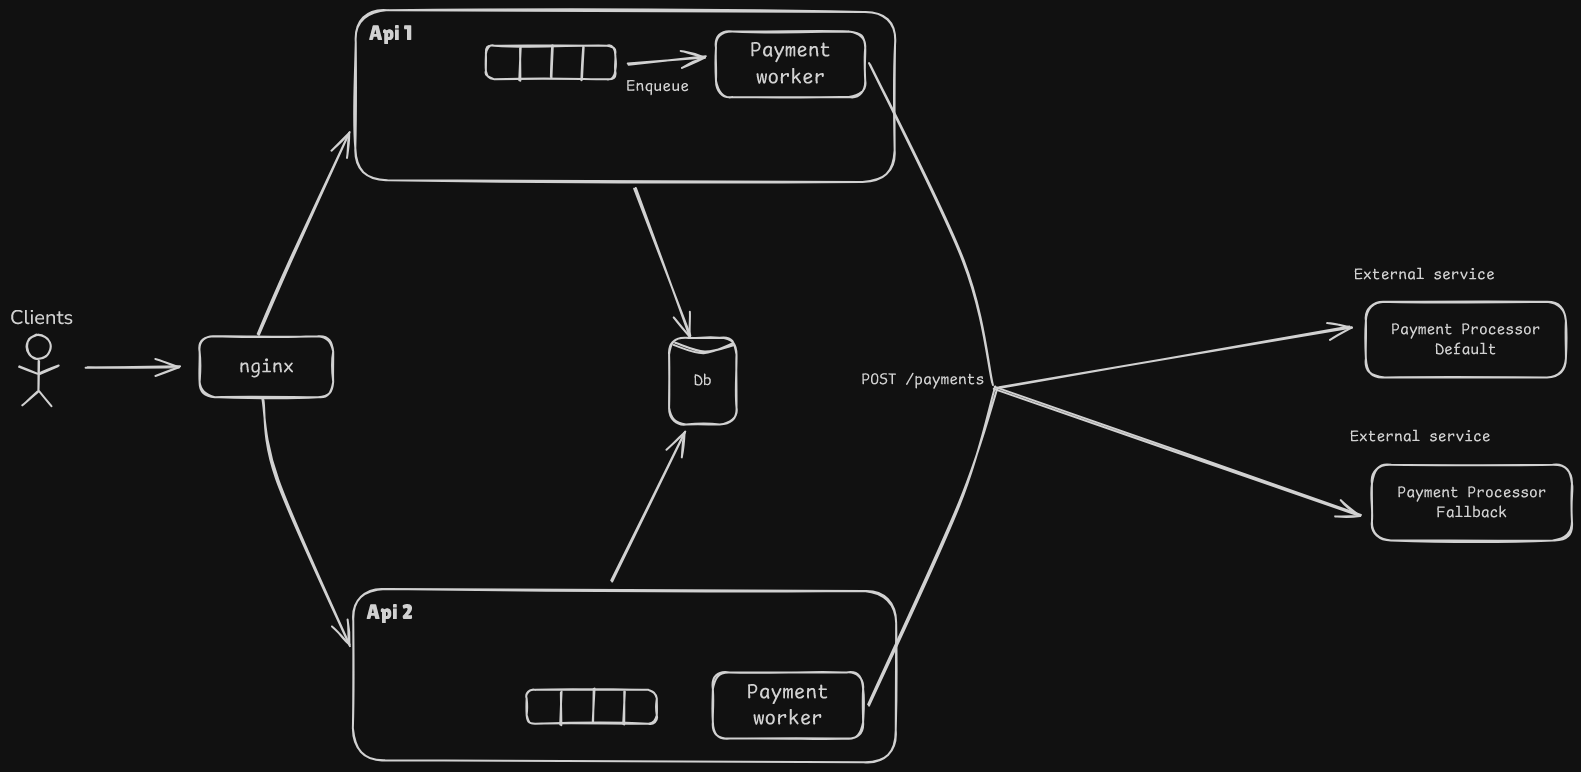 Api 1
Payment
worker
Enqueue
Clients
nginx
Db
POST /payments
External service
Payment Processor
Default
External service
Payment Processor
Fallback
Api 2
Payment
worker